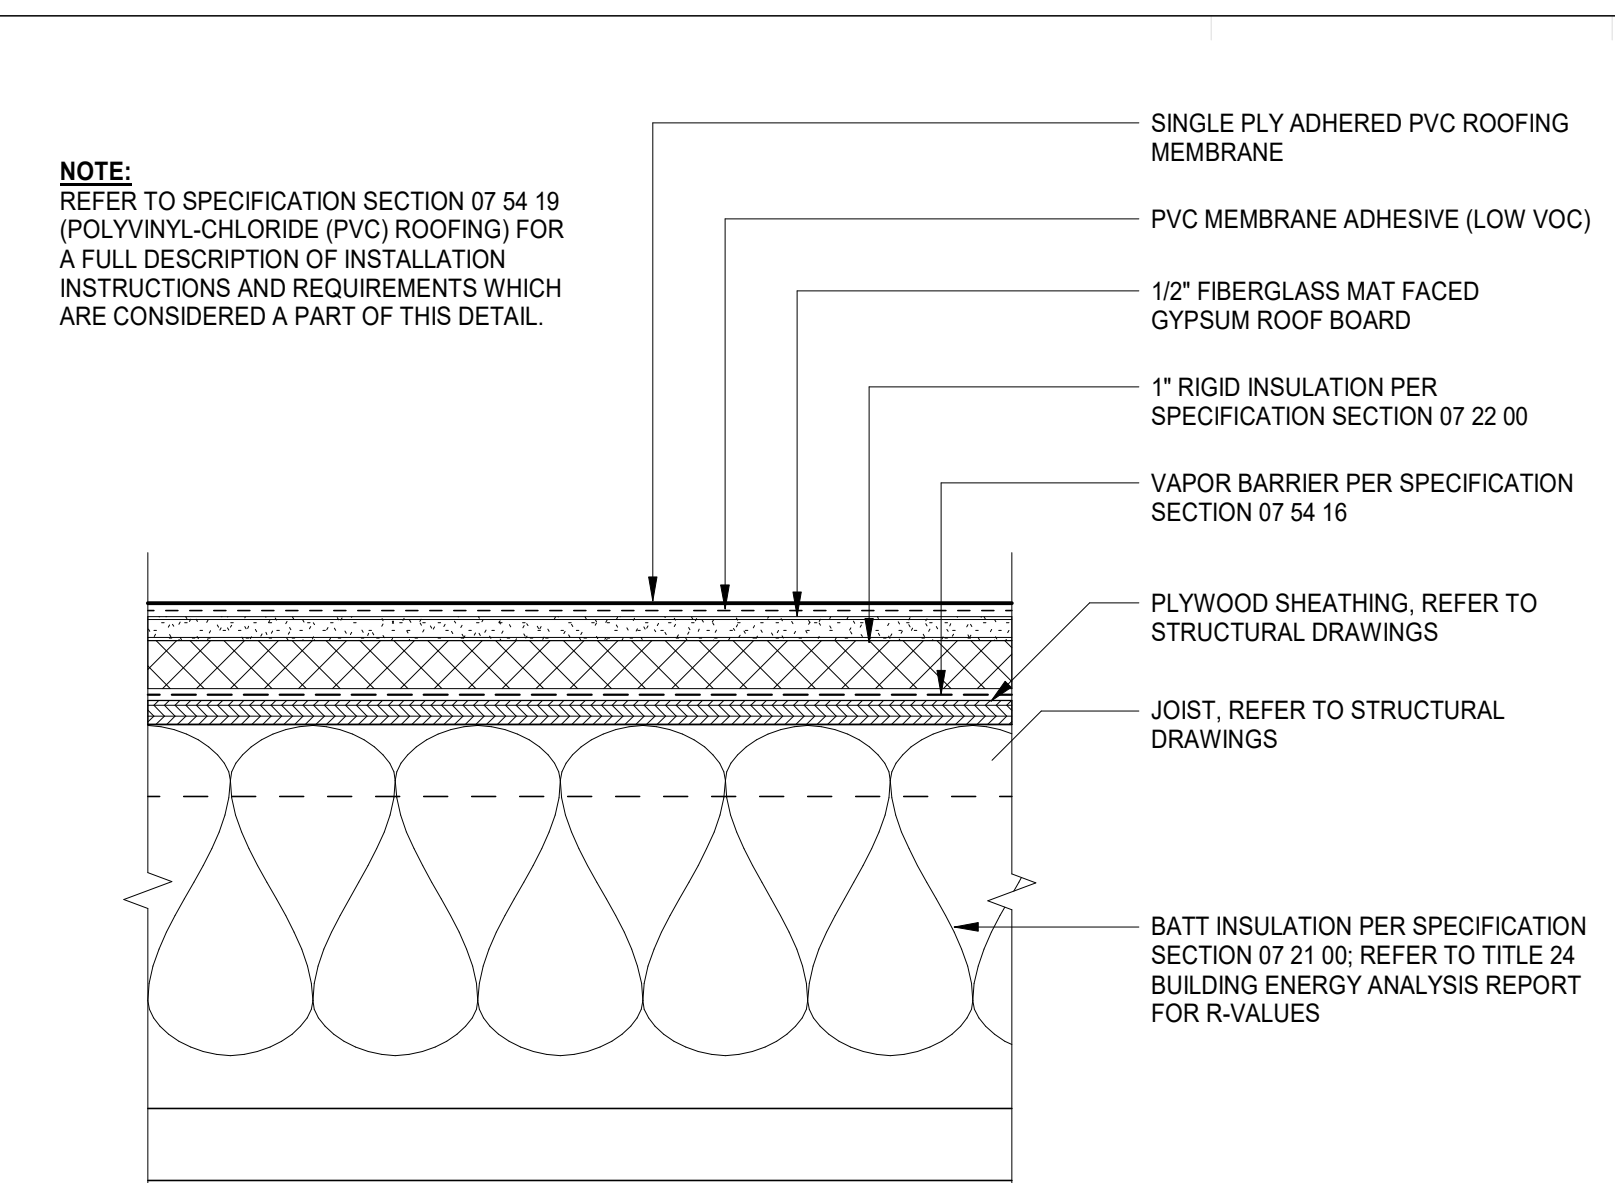 NOTE:
REFER TO SPECIFICATION SECTION 07 54 19
(POLYVINYL-CHLORIDE (PVC) ROOFING) FOR
A FULL DESCRIPTION OF INSTALLATION
INSTRUCTIONS AND REQUIREMENTS WHICH
ARE CONSIDERED A PART OF THIS DETAIL.
SINGLE PLY ADHERED PVC ROOFING
MEMBRANE
PVC MEMBRANE ADHESIVE (LOW VOC)
1/2" FIBERGLASS MAT FACED
GYPSUM ROOF BOARD
1" RIGID INSULATION PER
SPECIFICATION SECTION 07 22 00
VAPOR BARRIER PER SPECIFICATION
SECTION 07 54 16
PLYWOOD SHEATHING, REFER TO
STRUCTURAL DRAWINGS
JOIST, REFER TO STRUCTURAL
DRAWINGS
BATT INSULATION PER SPECIFICATION
SECTION 07 21 00; REFER TO TITLE 24
BUILDING ENERGY ANALYSIS REPORT
FOR R-VALUES